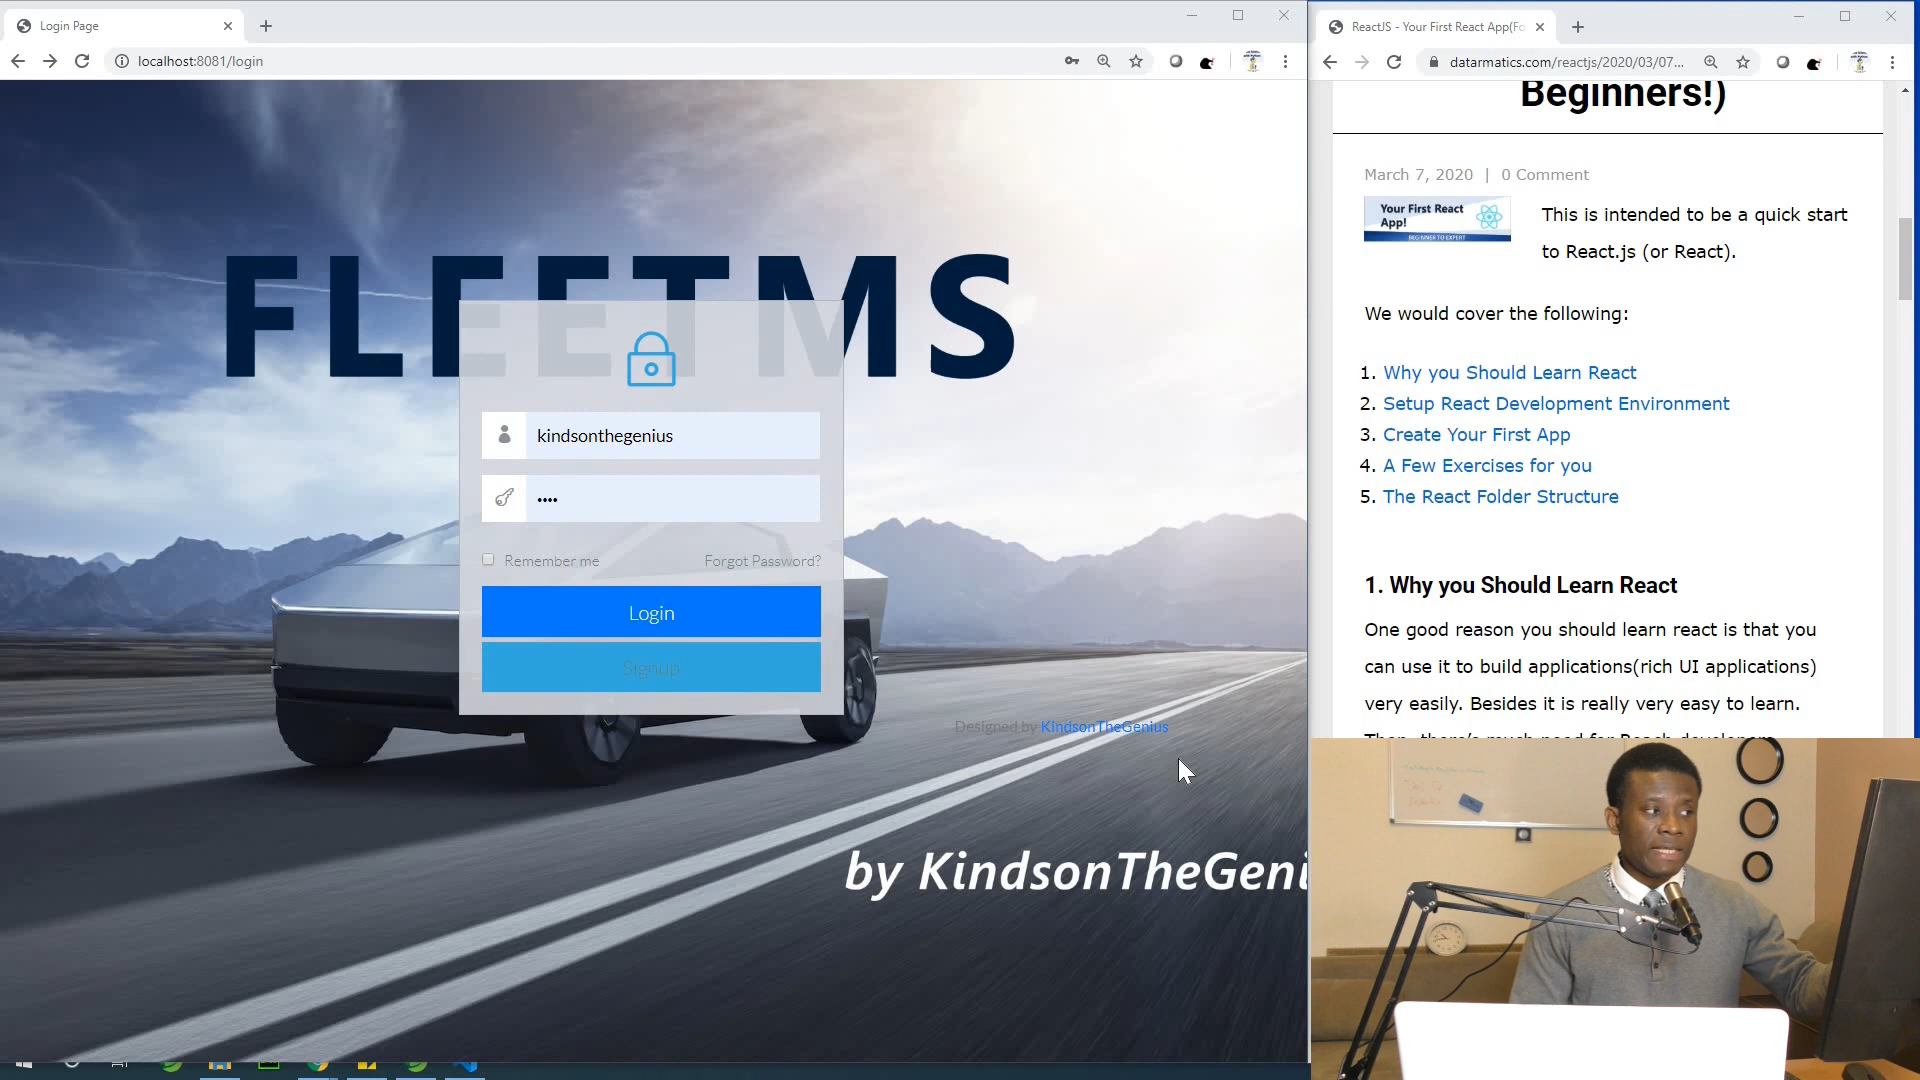 Login Page
localhost:8081/login
FLEETMS
kindsonthegenius
••••
Remember me
Forgot Password?
Login
Signup
Designed by KindsonTheGenius
by KindsonTheGeni
ReactJS - Your First React App(Fo
datarmatics.com/reactjs/2020/03/07...
Beginners!)
March 7, 2020 | 0 Comment
Your First React
App!
BEGINNER TO EXPERT
This is intended to be a quick start
to React.js (or React).
We would cover the following:
1. Why you Should Learn React
2. Setup React Development Environment
3. Create Your First App
4. A Few Exercises for you
5. The React Folder Structure
1. Why you Should Learn React
One good reason you should learn react is that you
can use it to build applications(rich UI applications)
very easily. Besides it is really very easy to learn.